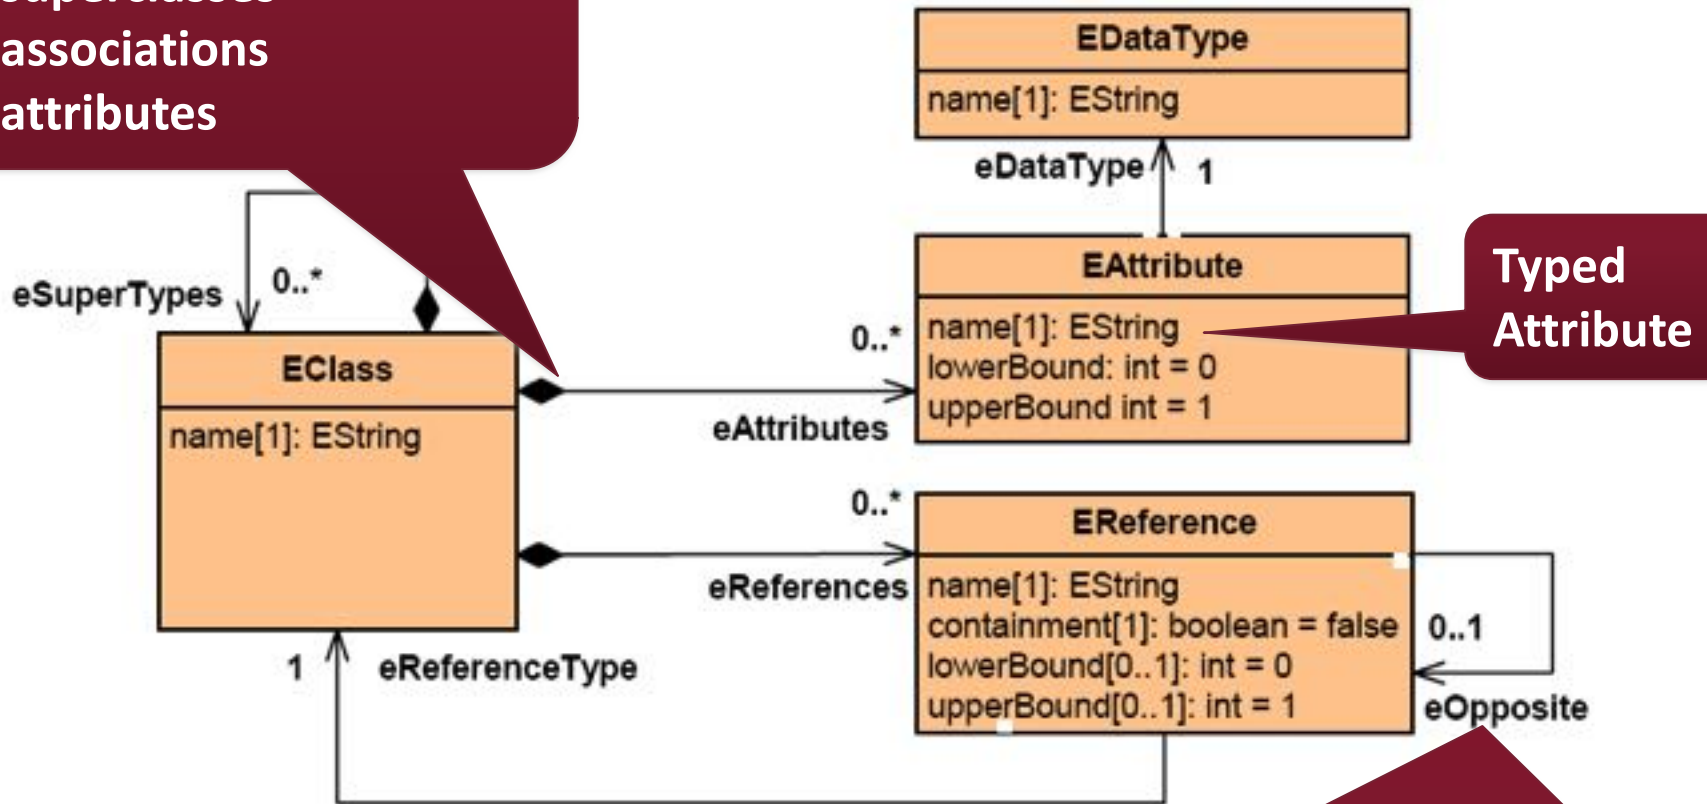 superclasses
associations
attributes
EDataType
name[1]: EString
eDataType
1
EAttribute
name[1]: EString
lowerBound: int = 0
upperBound int = 1
Typed
Attribute
eSuperTypes
0..*
EClass
name[1]: EString
0..*
eAttributes
0..*
eReferences
EReference
name[1]: EString
containment[1]: boolean = false
lowerBound[0..1]: int = 0
upperBound[0..1]: int = 1
0..1
eOpposite
1
eReferenceType